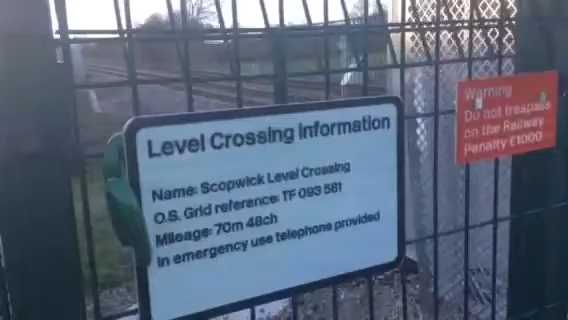 Level Crossing Information
Name: Scopwick Level Crossing
O.S. Grid reference: TF 093 581
Mileage: 70m 48ch
In emergency use telephone provided
Warning
Do not trespass
on the Railway
Penalty £1000